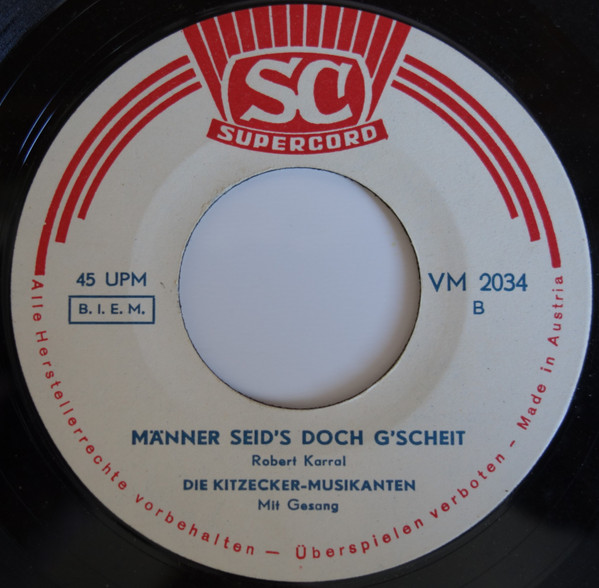 SC
SUPERCORD
45 UPM
B. I. E. M.
VM 2034
B
MÄNNER SEID'S DOCH G'SCHEIT
Robert Karral
DIE KITZECKER-MUSIKANTEN
Mit Gesang
Alle Herstellerrechte vorbehalten — Überspielen verboten — Made in Austria